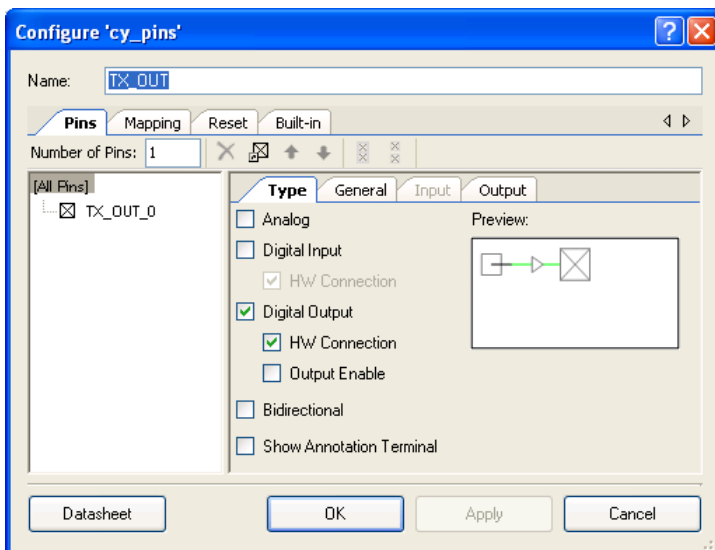 Configure 'cy_pins'
Name: TX_OUT
Pins Mapping Reset Built-in
Number of Pins: 1
[All Pins]
TX_OUT_0
Type General Input Output
Analog
Preview:
Digital Input
HW Connection
Digital Output
HW Connection
Output Enable
Bidirectional
Show Annotation Terminal
Datasheet OK Apply Cancel